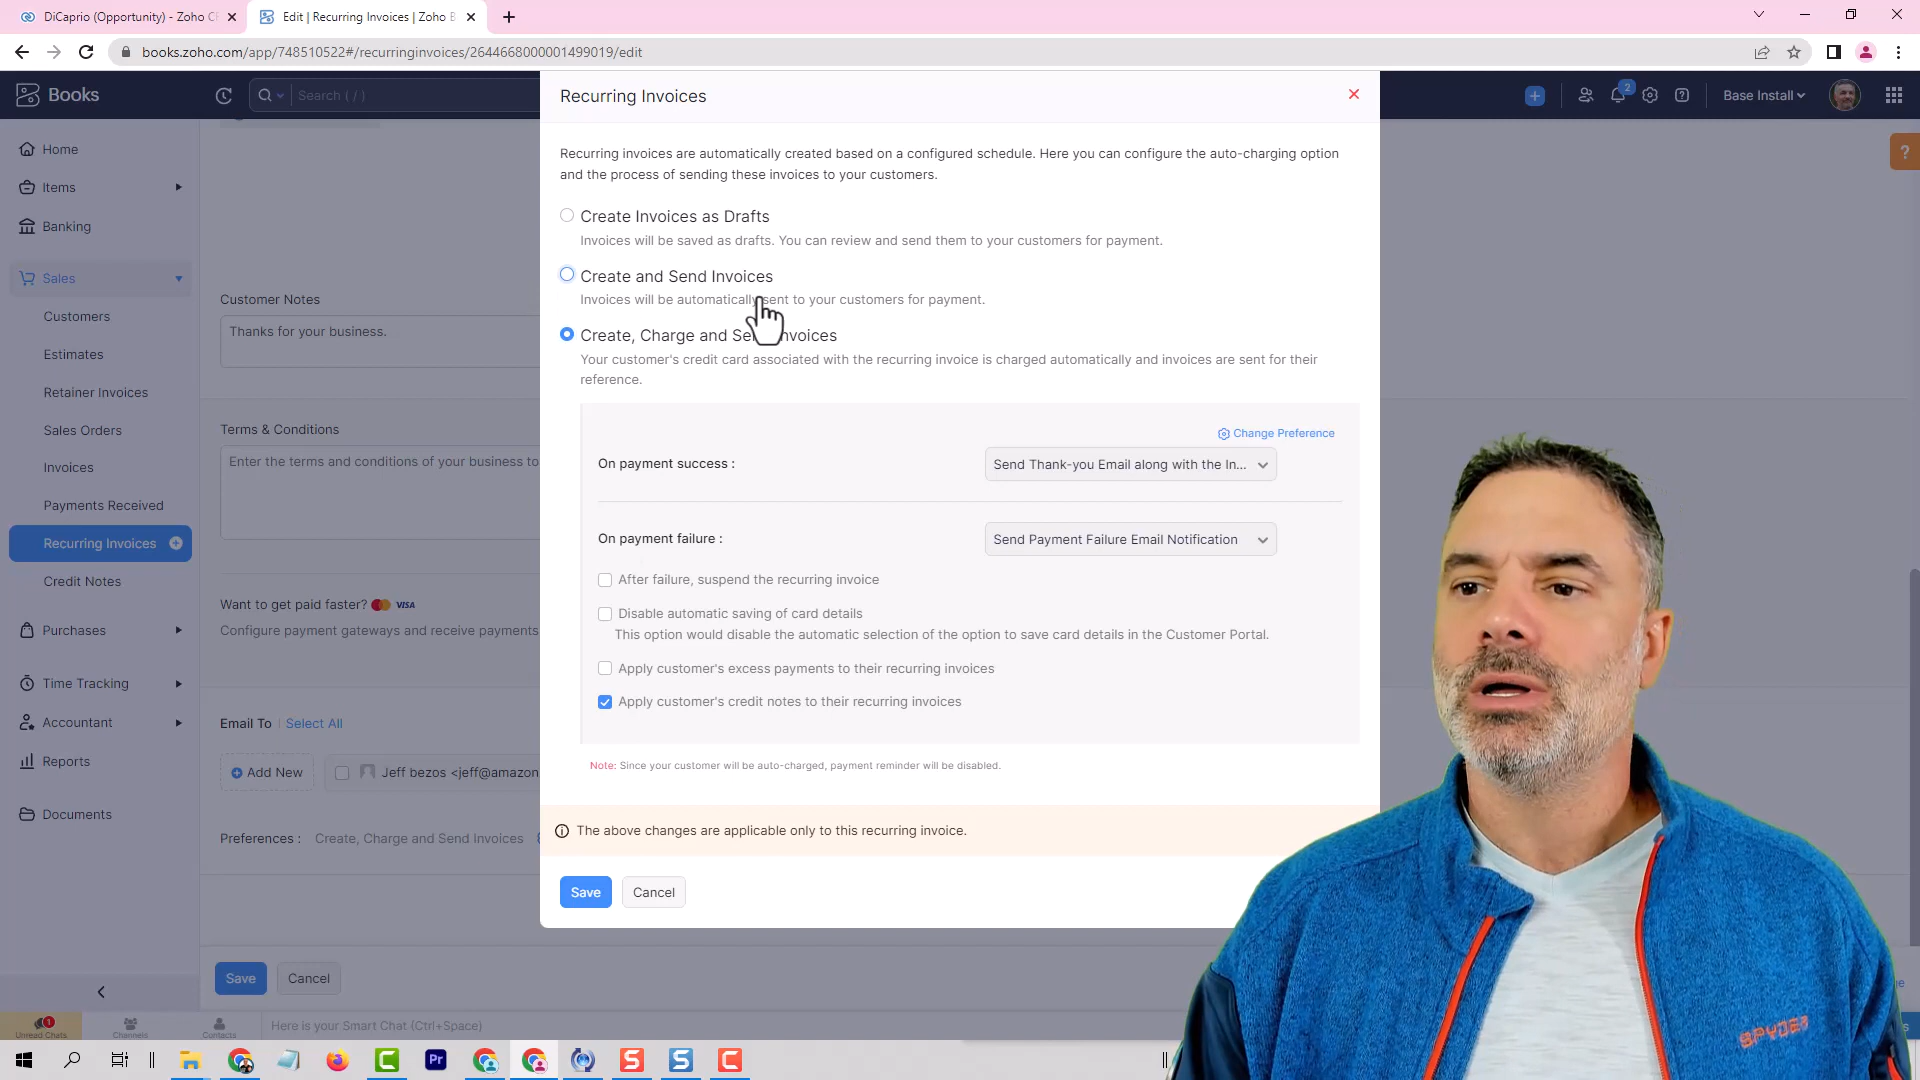 DiCaprio (Opportunity) - Zoho C
Edit | Recurring Invoices | Zoho B
books.zoho.com/app/748510522#/recurringinvoices/2644668000001499019/edit
Books
Search ( / )
2
Base Install
?
Home
Items
Banking
Sales
Customers
Estimates
Retainer Invoices
Sales Orders
Invoices
Payments Received
Recurring Invoices
Credit Notes
Purchases
Time Tracking
Accountant
Reports
Documents
Customer Notes
Thanks for your business.
Terms & Conditions
Enter the terms and conditions of your business to
Want to get paid faster? VISA
Configure payment gateways and receive payments
Email To | Select All
Add New
Jeff bezos <jeff@amazon
Preferences : Create, Charge and Send Invoices
Save
Cancel
Recurring Invoices
Recurring invoices are automatically created based on a configured schedule. Here you can configure the auto-charging option
and the process of sending these invoices to your customers.
Create Invoices as Drafts
Invoices will be saved as drafts. You can review and send them to your customers for payment.
Create and Send Invoices
Invoices will be automatically sent to your customers for payment.
Create, Charge and Se nvoices
Your customer's credit card associated with the recurring invoice is charged automatically and invoices are sent for their
reference.
Change Preference
On payment success :
Send Thank-you Email along with the In...
On payment failure :
Send Payment Failure Email Notification
After failure, suspend the recurring invoice
Disable automatic saving of card details
This option would disable the automatic selection of the option to save card details in the Customer Portal.
Apply customer's excess payments to their recurring invoices
Apply customer's credit notes to their recurring invoices
Note: Since your customer will be auto-charged, payment reminder will be disabled.
The above changes are applicable only to this recurring invoice.
Save
Cancel
1
Unread Chats
Channels
Contacts
Here is your Smart Chat (Ctrl+Space)
Pr
SPYDER